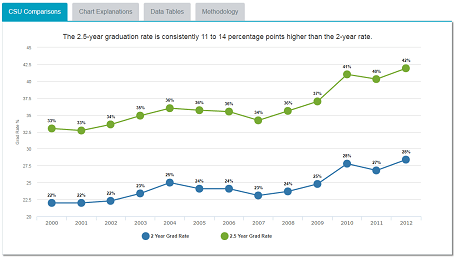 CSU Comparisons Chart Explanations Data Tables Methodology
The 2.5-year graduation rate is consistently 11 to 14 percentage points higher than the 2-year rate.
45
42.5
40
37.5
35
32.5
30
27.5
25
22.5
20
Grad Rate %
33% 33% 34% 35% 36% 36% 36% 34% 36% 37% 41% 40% 42%
22% 22% 22% 23% 25% 24% 24% 23% 24% 25% 28% 27% 28%
2000 2001 2002 2003 2004 2005 2006 2007 2008 2009 2010 2011 2012
2 Year Grad Rate 2.5 Year Grad Rate